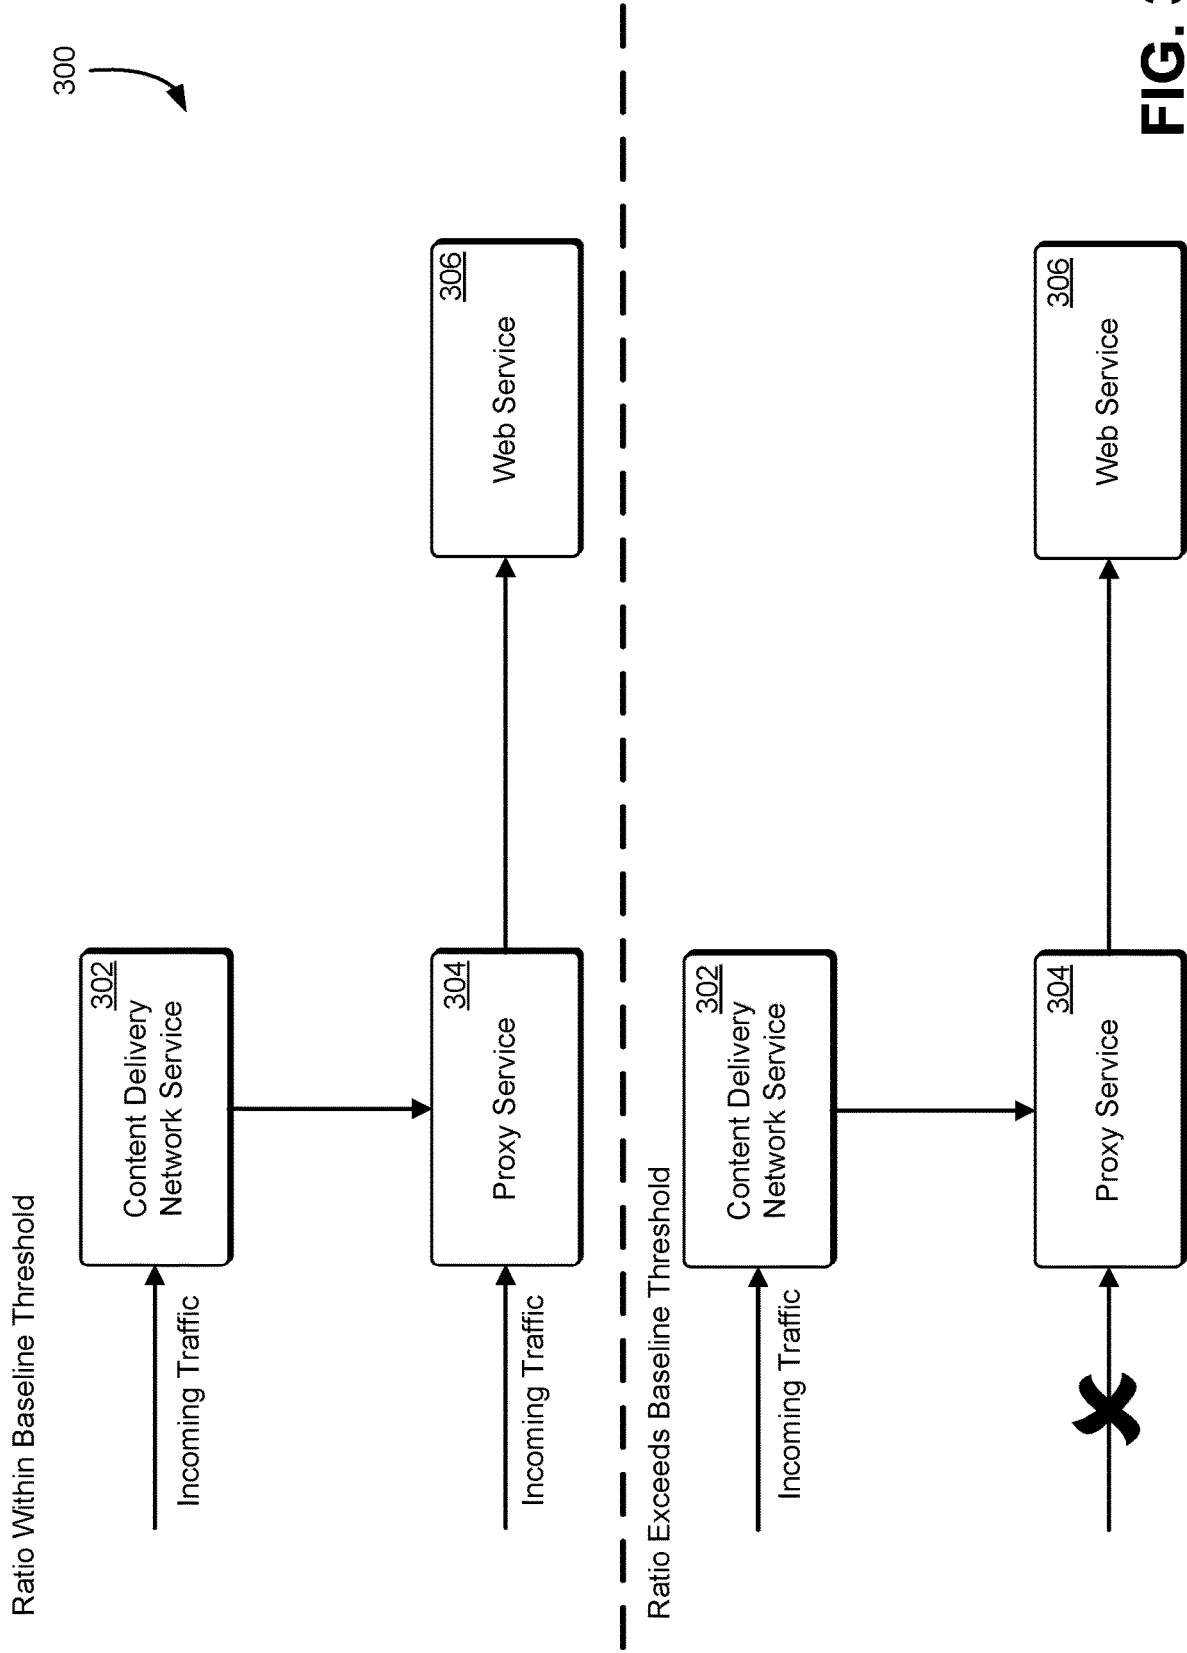 300
Ratio Within Baseline Threshold
Incoming Traffic
302
Content Delivery
Network Service
Incoming Traffic
304
Proxy Service
306
Web Service
Ratio Exceeds Baseline Threshold
Incoming Traffic
302
Content Delivery
Network Service
304
Proxy Service
306
Web Service
FIG.